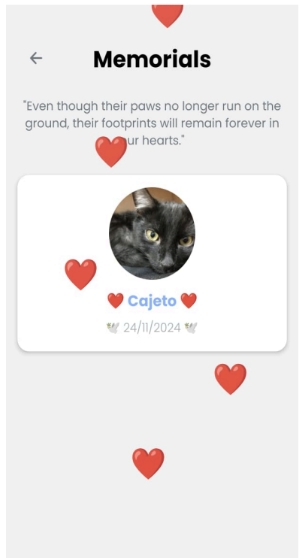 Memorials
"Even though their paws no longer run on the
ground, their footprints will remain forever in
ur hearts."
Cajeto
24/11/2024